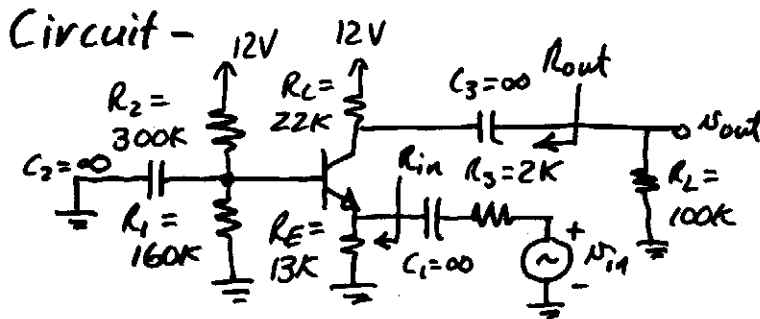 Circuit -
12V
12V
R2 =
300K
RC =
22K
C3=∞
Rout
vout
C2=∞
R1 =
160K
RE =
13K
Rin
RS=2K
C1=∞
+
vin
-
RL =
100K